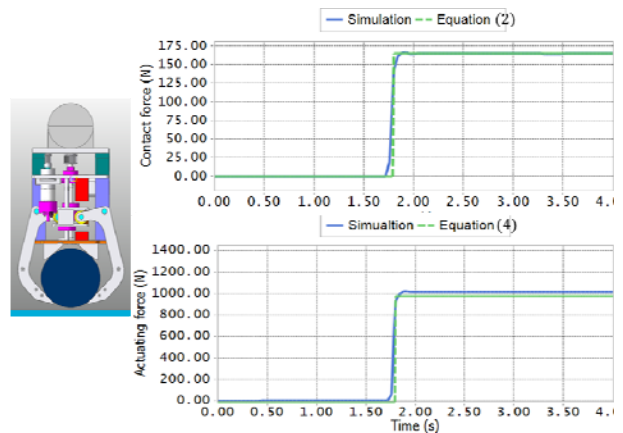 Simulation Equation (2)
Contact force (N)
175.00
150.00
125.00
100.00
75.00
50.00
25.00
0.00
0.00 0.50 1.00 1.50 2.00 2.50 3.00 3.50 4.0
Simualtion Equation (4)
Actuating force (N)
1400.00
1200.00
1000.00
800.00
600.00
400.00
200.00
0.00
0.00 0.50 1.00 1.50 2.00 2.50 3.00 3.50 4.0
Time (s)